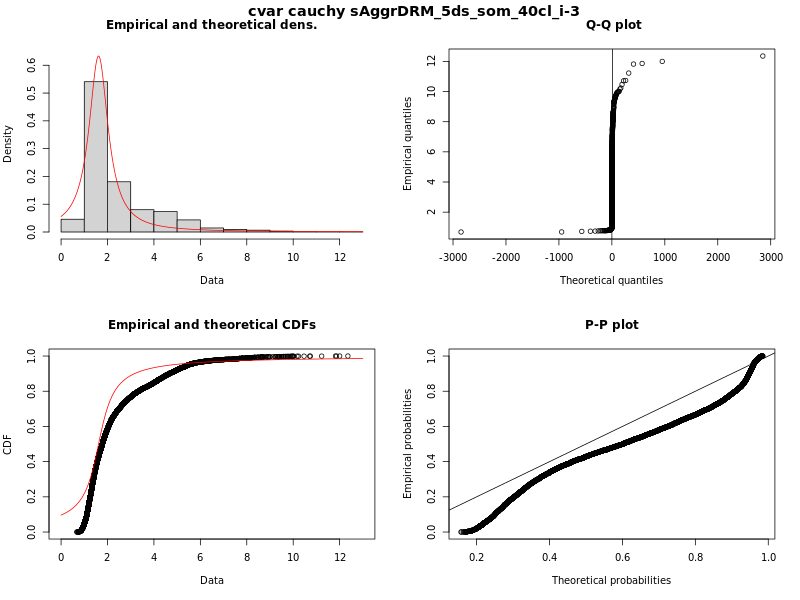 cvar cauchy sAggrDRM_5ds_som_40cl_i-3
Empirical and theoretical dens.
Density
0.0 0.1 0.2 0.3 0.4 0.5 0.6
0 2 4 6 8 10 12
Data
Q-Q plot
Empirical quantiles
2 4 6 8 10 12
-3000 -2000 -1000 0 1000 2000 3000
Theoretical quantiles
Empirical and theoretical CDFs
CDF
0.0 0.2 0.4 0.6 0.8 1.0
0 2 4 6 8 10 12
Data
P-P plot
Empirical probabilities
0.0 0.2 0.4 0.6 0.8 1.0
0.2 0.4 0.6 0.8 1.0
Theoretical probabilities